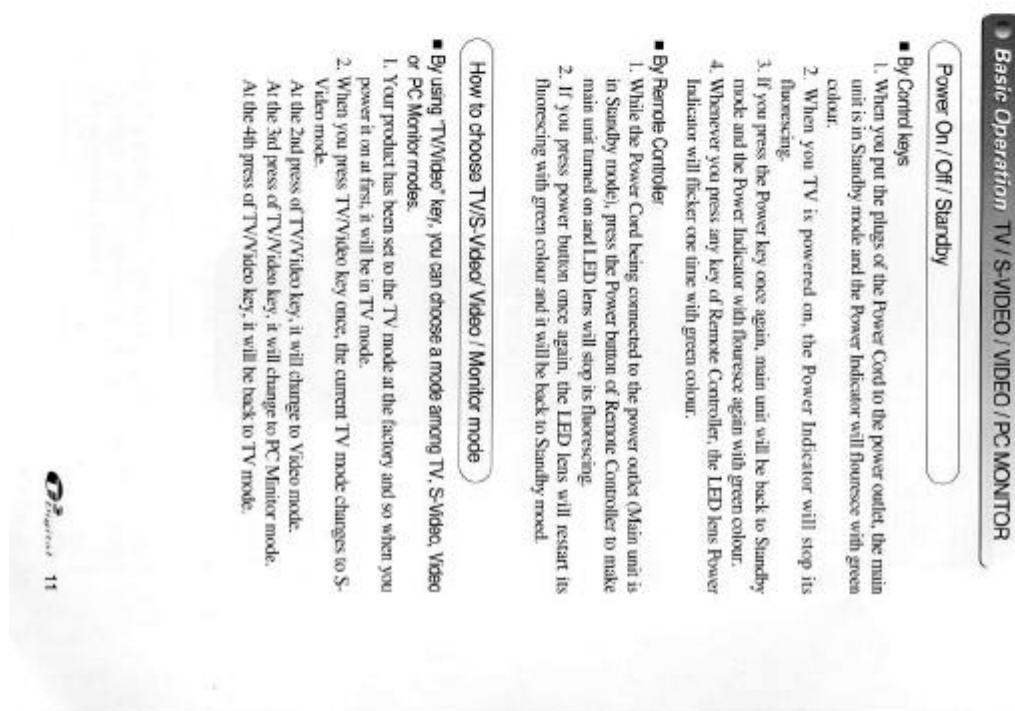 Basic Operation TV / S-VIDEO / VIDEO / PC MONITOR
Power On / Off / Standby
■ By Control keys
1. When you put the plugs of the Power Cord to the power outlet, the main
unit is in Standby mode and the Power Indicator will flouresce with green
colour.
2. When you TV is powered on, the Power Indicator will stop its
fluorescing.
3. If you press the Power key once again, main unit will be back to Standby
mode and the Power Indicator with flouresce again with green colour.
4. Whenever you press any key of Remote Controller, the LED lens Power
Indicator will flicker one time with green colour.
■ By Remote Controller
1. While the Power Cord being connected to the power outlet (Main unit is
in Standby mode), press the Power button of Remote Controller to make
main unit turned on and LED lens will stop its fluorescing.
2. If you press power button once again, the LED lens will restart its
fluorescing with green colour and it will be back to Standby moed.
How to choose TV/S-Video/ Video / Monitor mode
■ By using "TV/Video" key, you can choose a mode among TV, S-Video, Video
or PC Monitor modes.
1. Your product has been set to the TV mode at the factory and so when you
power it on at first, it will be in TV mode.
2. When you press TV/Video key once, the current TV mode changes to S-
Video mode.
At the 2nd press of TV/Video key, it will change to Video mode.
At the 3rd press of TV/Video key, it will change to PC Minitor mode.
At the 4th press of TV/Video key, it will be back to TV mode.
Digital 11